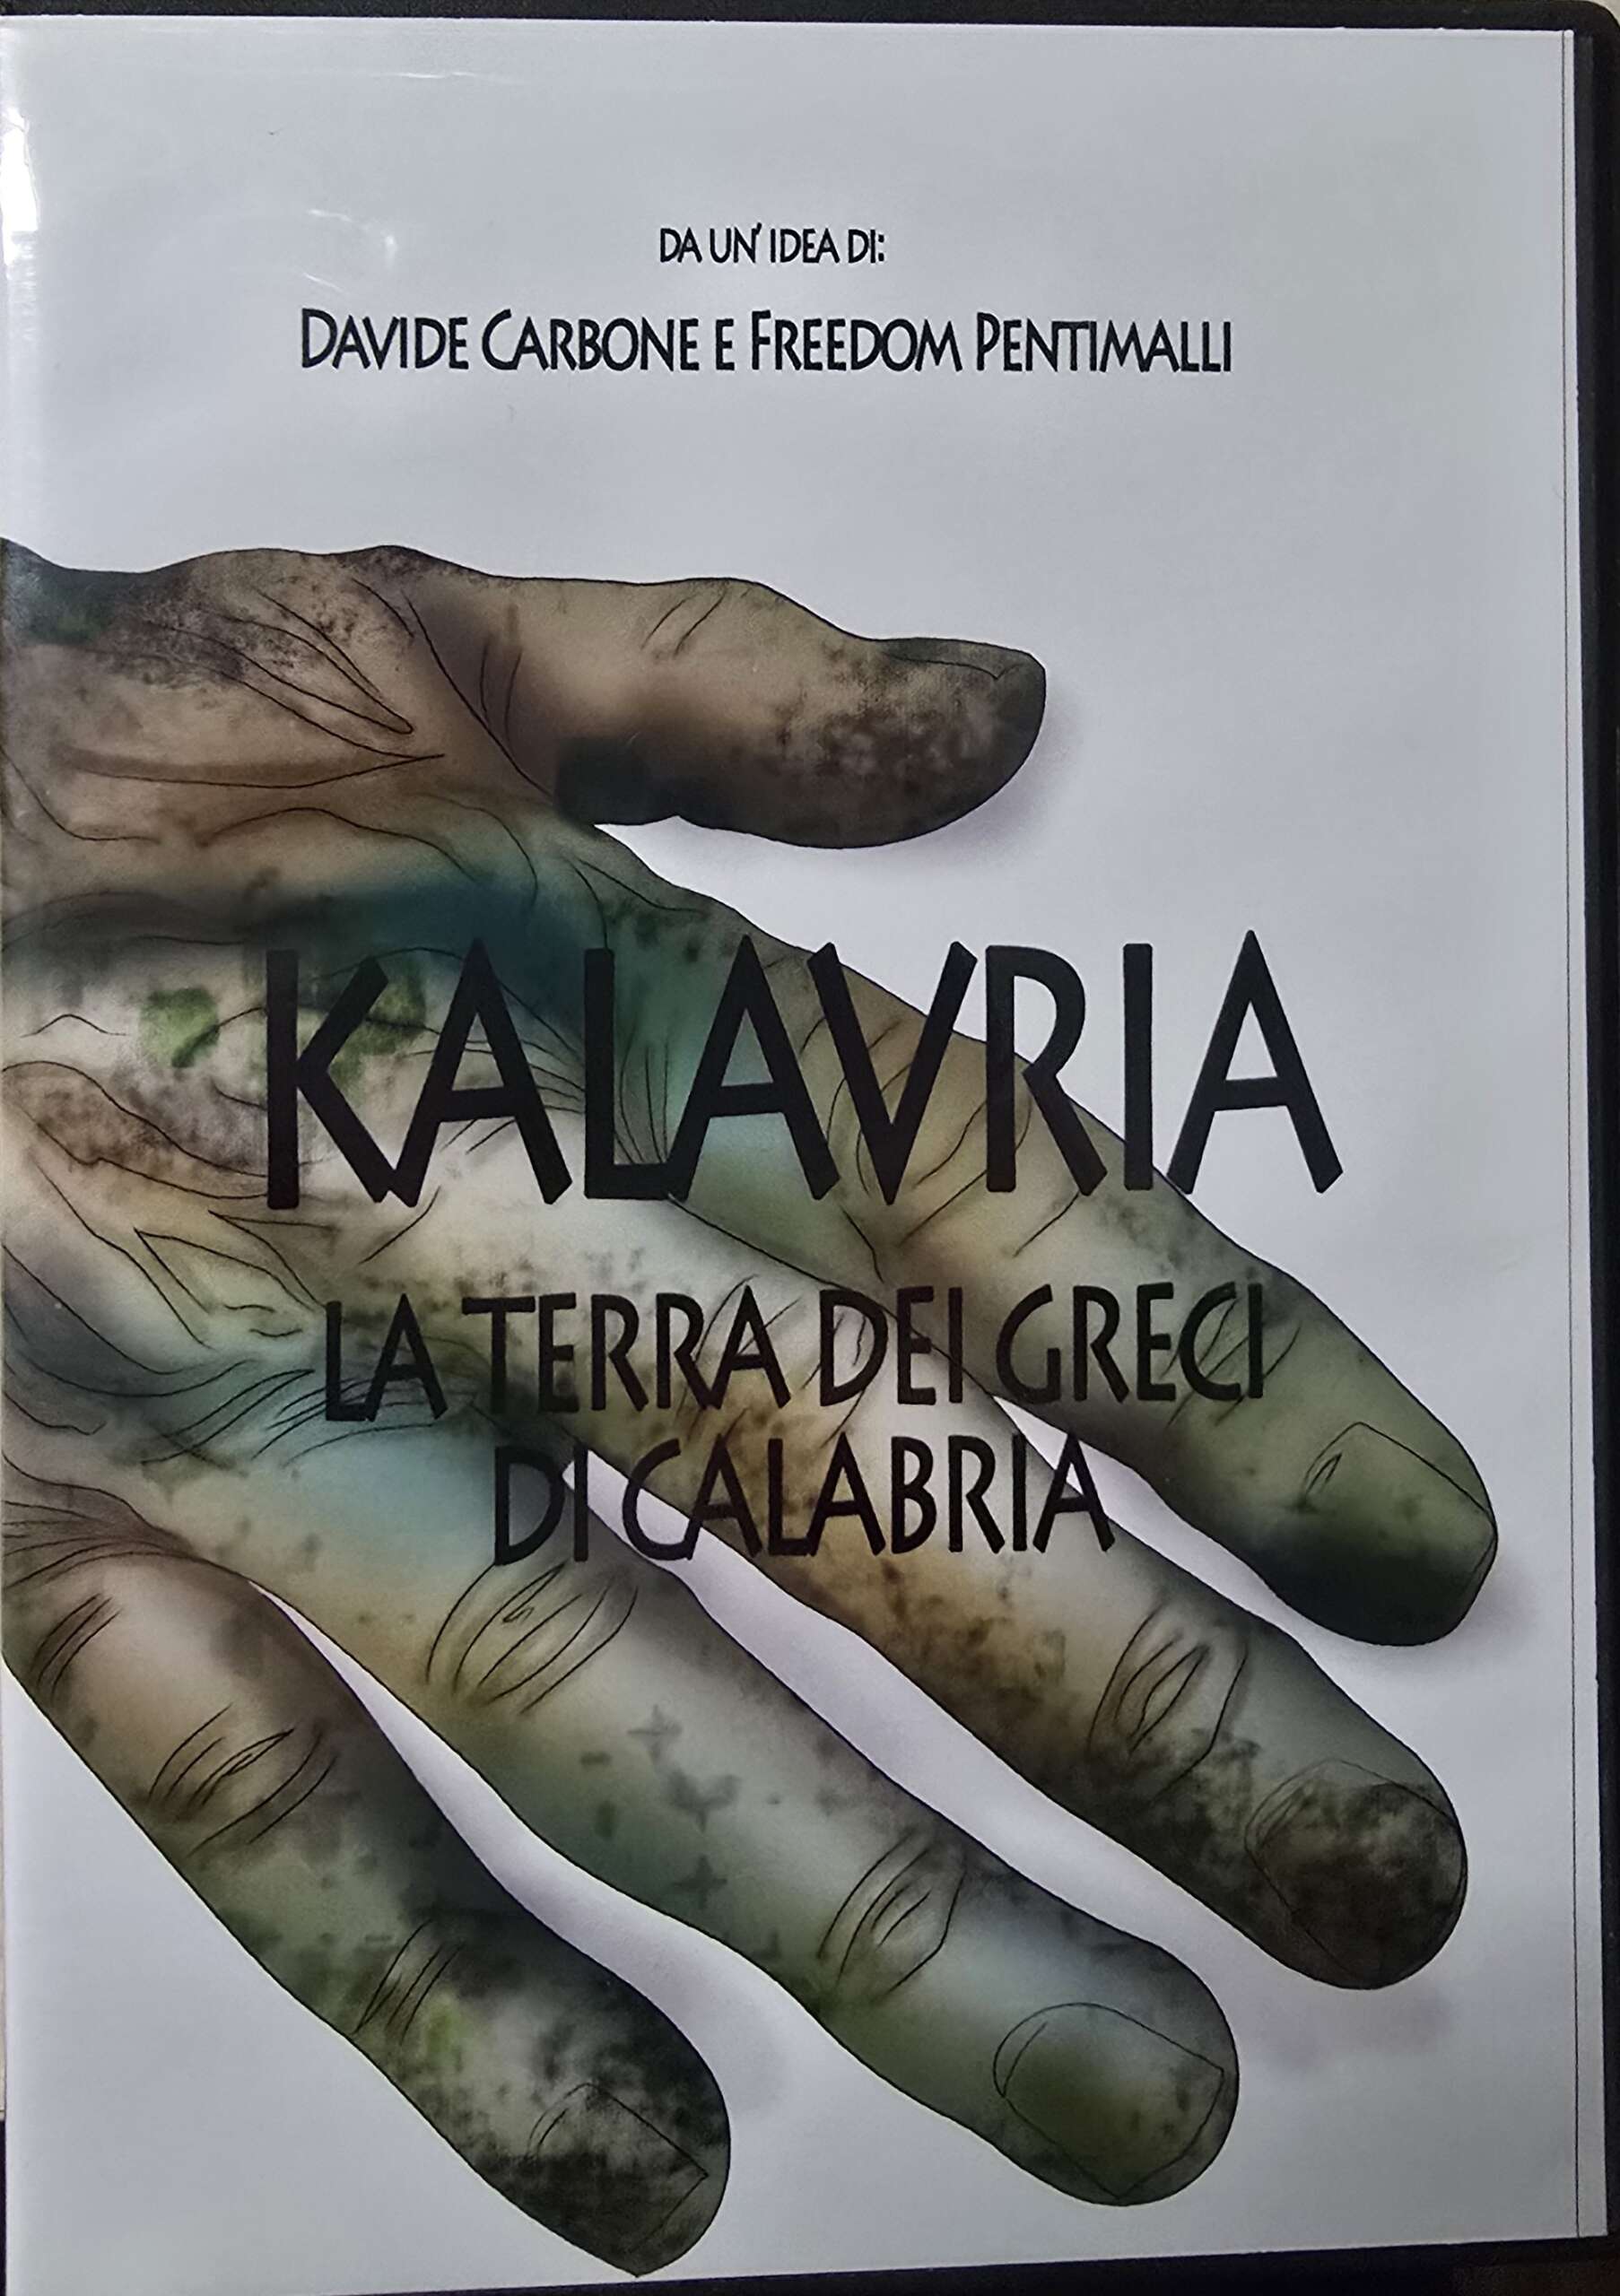 DA UN' IDEA DI:
DAVIDE CARBONE E FREEDOM PENTIMALLI
KALAVRIA
LA TERRA DEI GRECI
DI CALABRIA